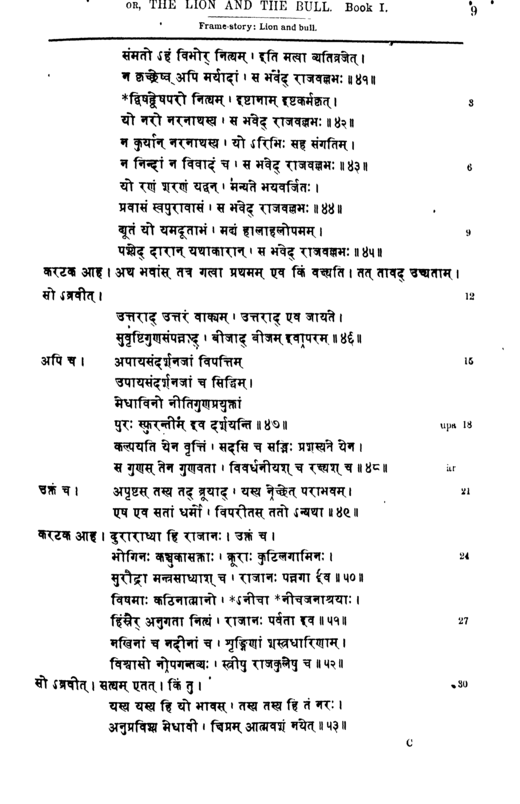 OR, THE LION AND THE BULL. Book I. 9
Frame-story: Lion and bull.
संमतो ऽहं विभोर् नित्यम् । इति मत्वा व्यतिव्रजेत् ।
न कृच्छ्रेष्व् अपि मर्यादां । स भवेद् राजवल्लभः ॥४१॥
*द्विषद्वेषपरो नित्यम् । इष्टानाम् इष्टकर्मकृत् । 3
यो नरो नरनाथस्य । स भवेद् राजवल्लभः ॥४२॥
न कुर्यान् नरनाथस्य । यो ऽरिभिः सह संगतिम् ।
न निन्दां न विवादं च । स भवेद् राजवल्लभः ॥४३॥ 6
यो रणं शरणं यद्वन् । मन्यते भयवर्जितः ।
प्रवासं स्वपुरावासं । स भवेद् राजवल्लभः ॥४४॥
द्यूतं यो यमदूताभं । मद्यं हालाहलोपमम् । 9
पश्येद् दारान् यथाकारान् । स भवेद् राजवल्लभः ॥४५॥
करटक आह । अथ भवांस् तत्र गत्वा प्रथमम् एव किं वक्ष्यति । तत् तावद् उच्यताम् ।
सो ऽब्रवीत् । 12
उत्तराद् उत्तरं वाक्यम् । उत्तराद् एव जायते ।
सुवृष्टिगुणसंपन्नाद् । बीजाद् बीजम् इवापरम् ॥४६॥
अपि च । अपायसंदर्शनजां विपत्तिम् 15
उपायसंदर्शनजां च सिद्धिम् ।
मेधाविनो नीतिगुणप्रयुक्तां
पुरः स्फुरन्तीम् इव दर्शयन्ति ॥४७॥ upa 18
कल्पयति येन वृत्तिं । सदसि च सद्भिः प्रशस्यते येन ।
स गुणस् तेन गुणवता । विवर्धनीयश् च रक्ष्यश् च ॥४८॥ ār
उक्तं च । अपृष्टस् तस्य तद् ब्रूयाद् । यस्य नेच्छेत् पराभवम् । 21
एष एव सतां धर्मो । विपरीतस् ततो ऽन्यथा ॥४९॥
करटक आह । दुराराध्या हि राजानः । उक्तं च ।
भोगिनः कञ्चुकासक्ताः । क्रूराः कुटिलगामिनः । 24
सुरौद्रा मन्त्रसाध्याश् च । राजानः पन्नगा इव ॥५०॥
विषमाः कठिनात्मानो । *ऽनीचा *नीचजनाश्रयाः ।
हिंस्रैर् अनुगता नित्यं । राजानः पर्वता इव ॥५१॥ 27
नखिनां च नदीनां च । शृङ्गिणां शस्त्रधारिणाम् ।
विश्वासो नोपगन्तव्यः । स्त्रीषु राजकुलेषु च ॥५२॥
सो ऽब्रवीत् । सत्यम् एतत् । किं तु । 30
यस्य यस्य हि यो भावस् । तस्य तस्य हि तं नरः ।
अनुप्रविश्य मेधावी । क्षिप्रम् आत्मवशं नयेत् ॥५३॥
C